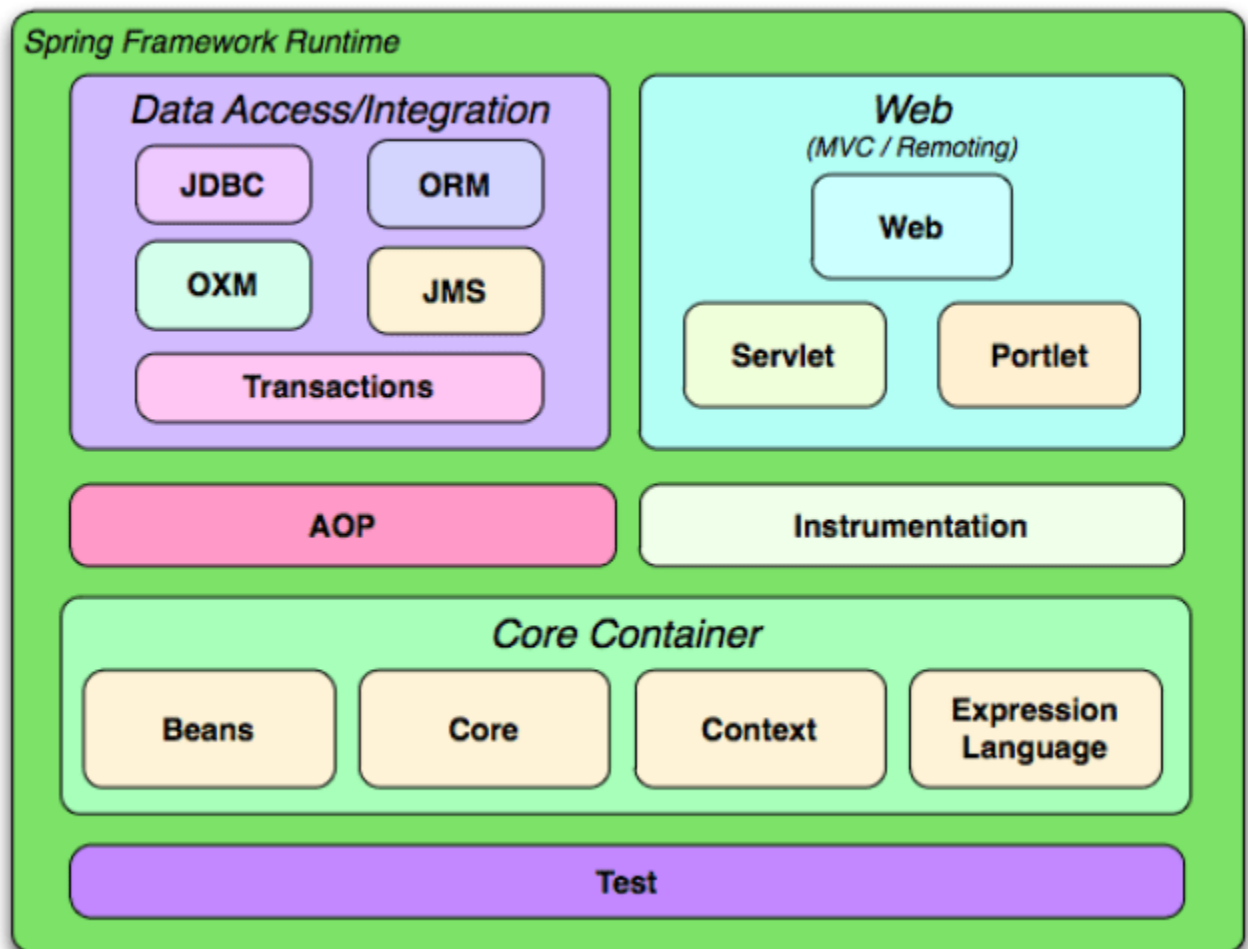 Spring Framework Runtime
Data Access/Integration
JDBC
ORM
OXM
JMS
Transactions
Web
(MVC / Remoting)
Web
Servlet
Portlet
AOP
Instrumentation
Core Container
Beans
Core
Context
Expression
Language
Test